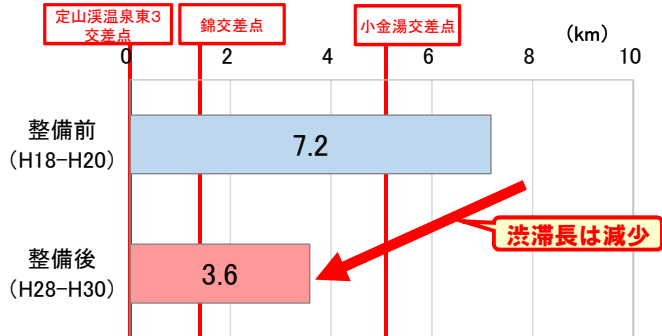 定山渓温泉東3
交差点
錦交差点
小金湯交差点
(km)
0
2
4
6
8
10
整備前
(H18-H20)
7.2
渋滞長は減少
整備後
(H28-H30)
3.6